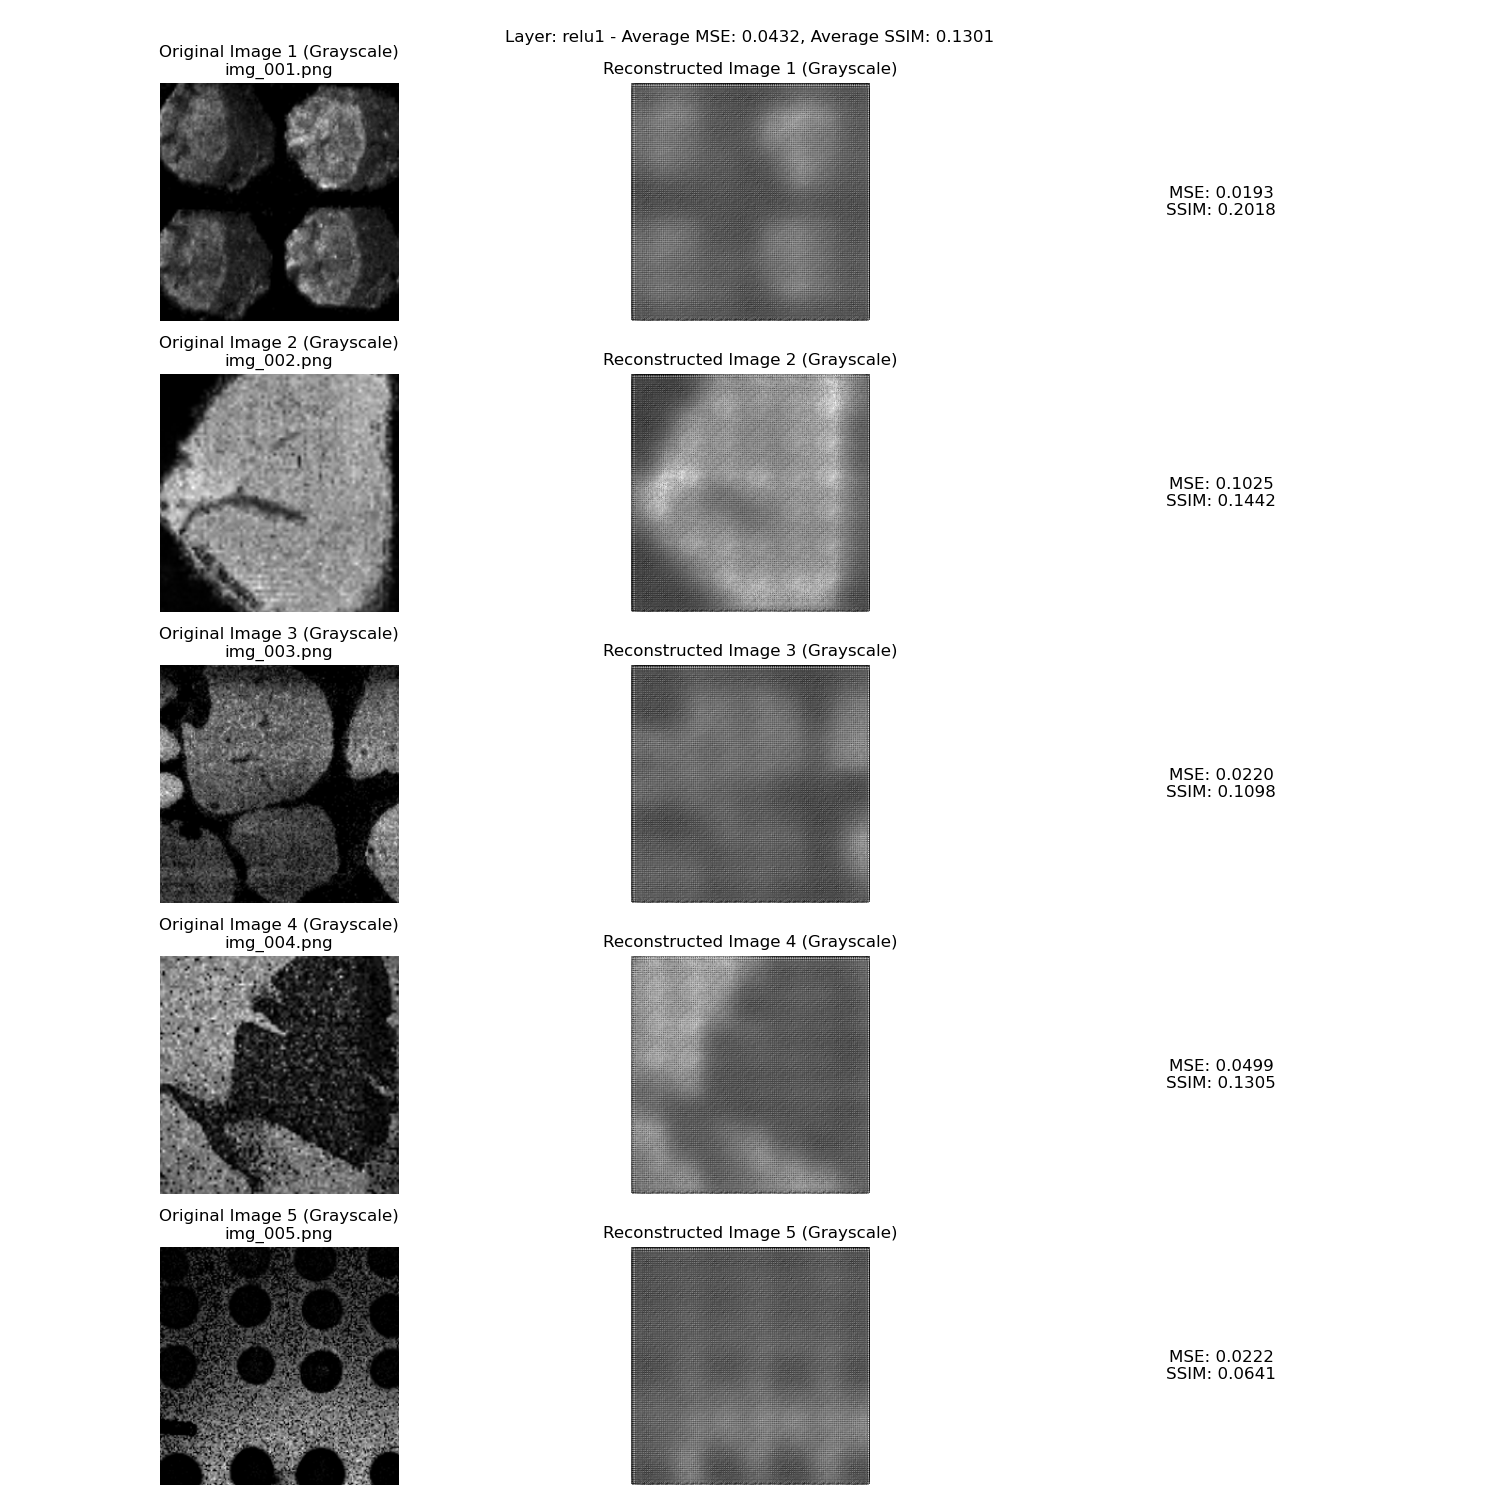 Layer: relu1 - Average MSE: 0.0432, Average SSIM: 0.1301
Original Image 1 (Grayscale)
img_001.png
Reconstructed Image 1 (Grayscale)
MSE: 0.0193
SSIM: 0.2018
Original Image 2 (Grayscale)
img_002.png
Reconstructed Image 2 (Grayscale)
MSE: 0.1025
SSIM: 0.1442
Original Image 3 (Grayscale)
img_003.png
Reconstructed Image 3 (Grayscale)
MSE: 0.0220
SSIM: 0.1098
Original Image 4 (Grayscale)
img_004.png
Reconstructed Image 4 (Grayscale)
MSE: 0.0499
SSIM: 0.1305
Original Image 5 (Grayscale)
img_005.png
Reconstructed Image 5 (Grayscale)
MSE: 0.0222
SSIM: 0.0641